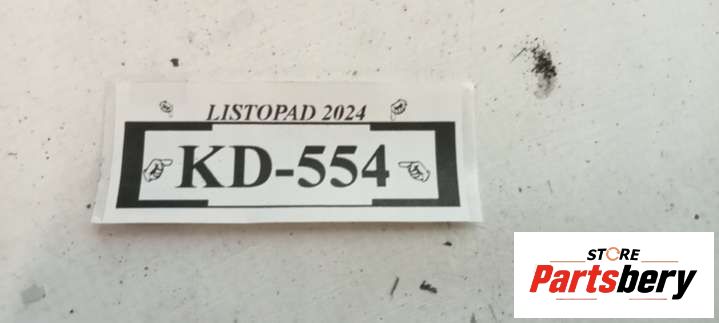 LISTOPAD 2024
KD-554
STORE
Partsbery